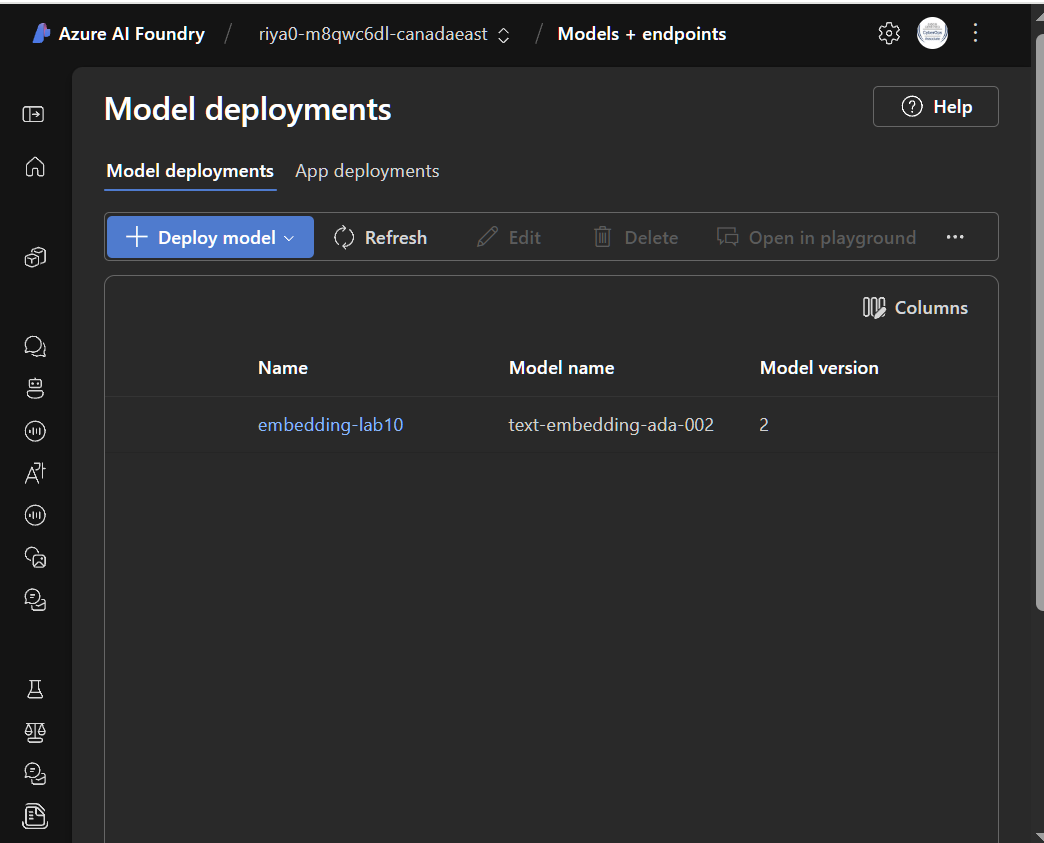 Azure AI Foundry / riya0-m8qwc6dl-canadaeast / Models + endpoints
Model deployments
Help
Model deployments App deployments
Deploy model Refresh Edit Delete Open in playground ...
Columns
Name Model name Model version
embedding-lab10 text-embedding-ada-002 2